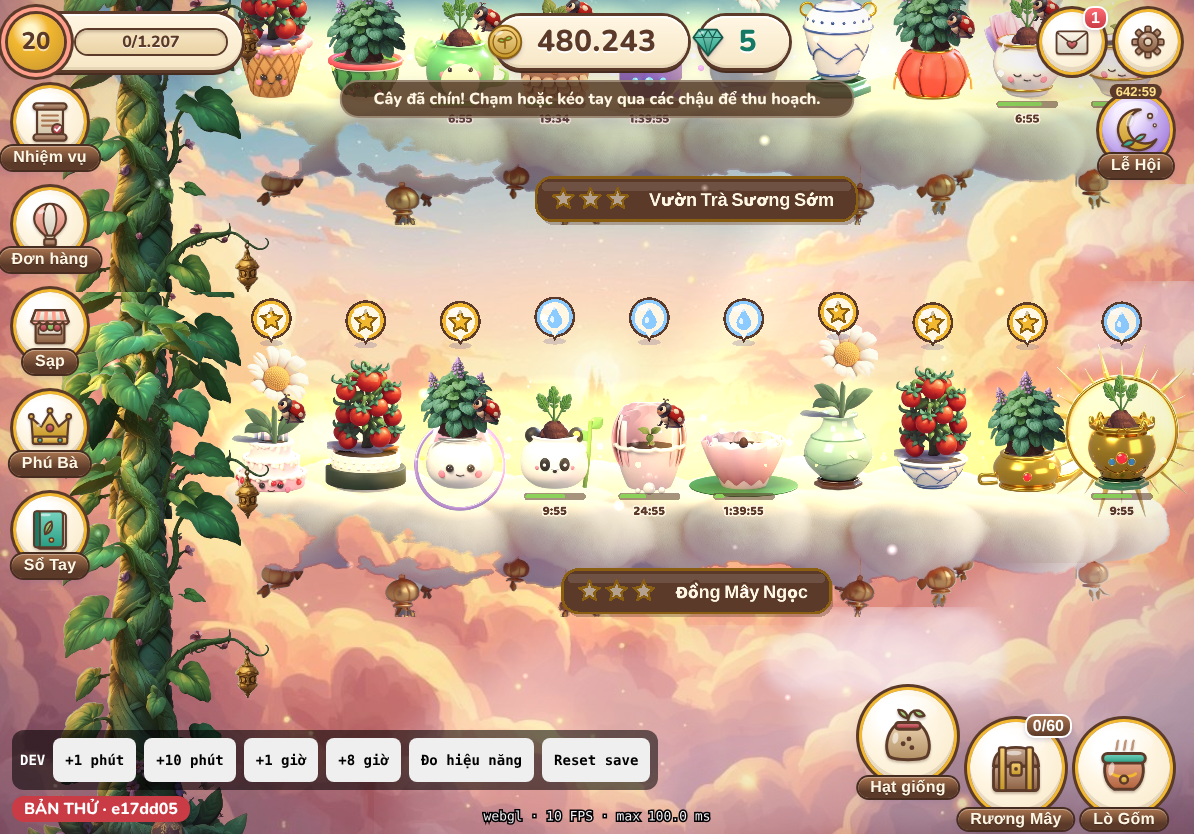 20
0/1.207
480.243
5
1
642:59
Cây đã chín! Chạm hoặc kéo tay qua các chậu để thu hoạch.
6:55
19:34
1:39:55
6:55
Nhiệm vụ
Lễ Hội
Vườn Trà Sương Sớm
Đơn hàng
Sạp
Phú Bà
9:55
24:55
1:39:55
9:55
Sổ Tay
Đồng Mây Ngọc
DEV
+1 phút
+10 phút
+1 giờ
+8 giờ
Đo hiệu năng
Reset save
0/60
Hạt giống
Rương Mây
Lò Gốm
BẢN THỬ · e17dd05
webgl · 10 FPS · max 100.0 ms